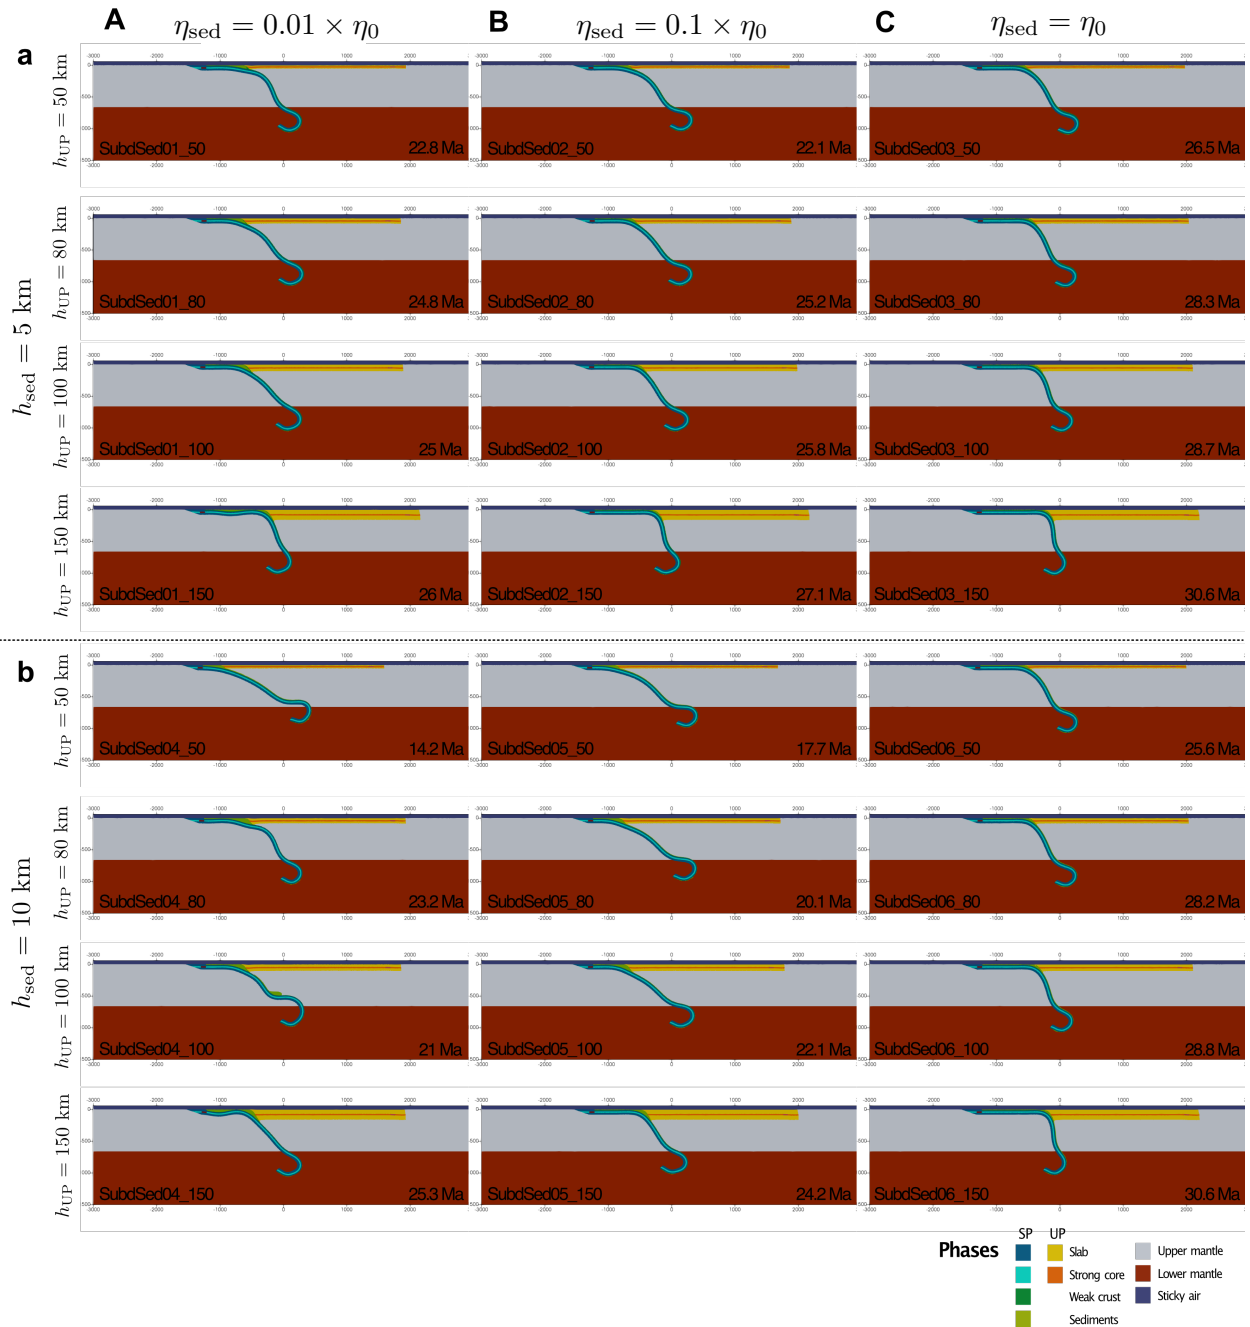 A η_sed = 0.01 × η_0 B η_sed = 0.1 × η_0 C η_sed = η_0
a
h_sed = 5 km
h_UP = 50 km
-3000 -2000 -1000 0 1000 2000
SubdSed01_50 22.8 Ma
SubdSed02_50 22.1 Ma
SubdSed03_50 26.5 Ma
h_UP = 80 km
SubdSed01_80 24.8 Ma
SubdSed02_80 25.2 Ma
SubdSed03_80 28.3 Ma
h_UP = 100 km
SubdSed01_100 25 Ma
SubdSed02_100 25.8 Ma
SubdSed03_100 28.7 Ma
h_UP = 150 km
SubdSed01_150 26 Ma
SubdSed02_150 27.1 Ma
SubdSed03_150 30.6 Ma
b
h_sed = 10 km
h_UP = 50 km
SubdSed04_50 14.2 Ma
SubdSed05_50 17.7 Ma
SubdSed06_50 25.6 Ma
h_UP = 80 km
SubdSed04_80 23.2 Ma
SubdSed05_80 20.1 Ma
SubdSed06_80 28.2 Ma
h_UP = 100 km
SubdSed04_100 21 Ma
SubdSed05_100 22.1 Ma
SubdSed06_100 28.8 Ma
h_UP = 150 km
SubdSed04_150 25.3 Ma
SubdSed05_150 24.2 Ma
SubdSed06_150 30.6 Ma
Phases
SP UP
Slab
Strong core
Weak crust
Sediments
Upper mantle
Lower mantle
Sticky air